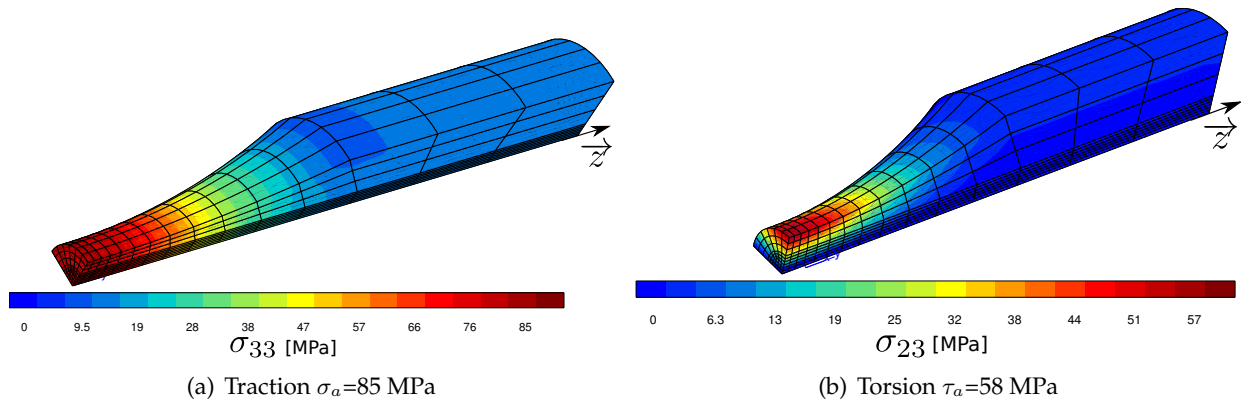 z
z
0 9.5 19 28 38 47 57 66 76 85
0 6.3 13 19 25 32 38 44 51 57
σ33 [MPa]
σ23 [MPa]
(a) Traction σa=85 MPa
(b) Torsion τa=58 MPa